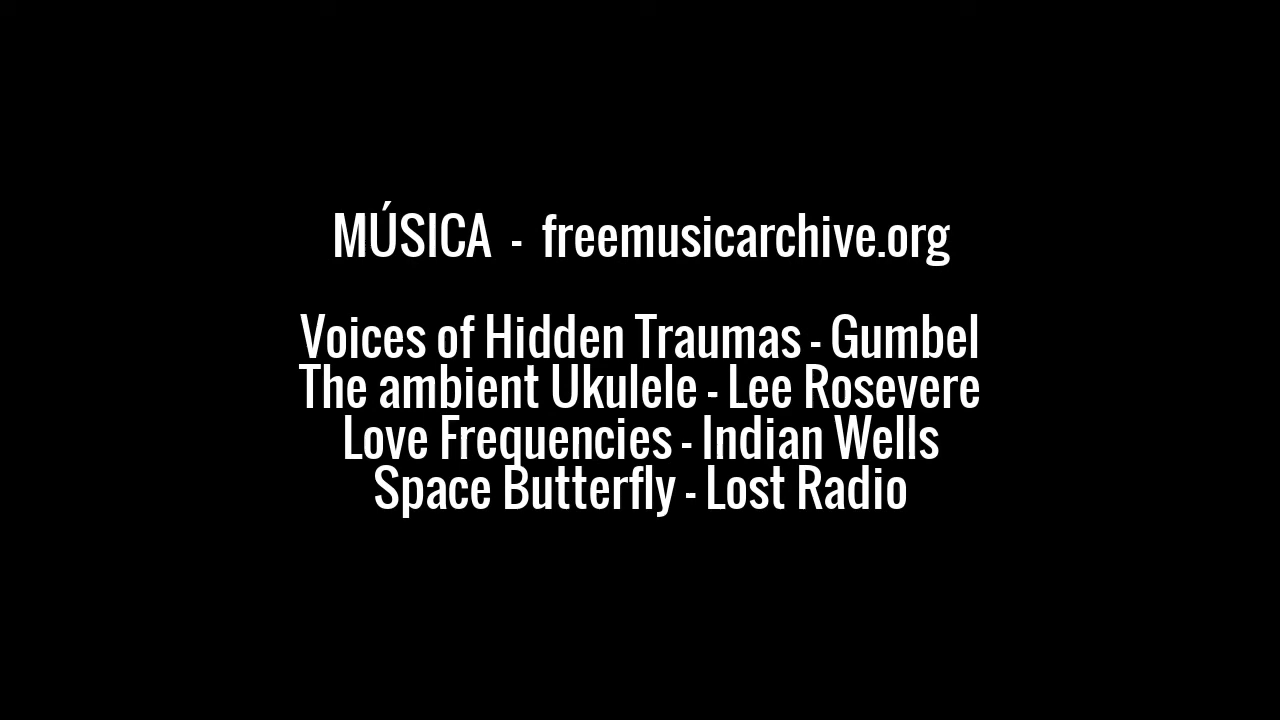 MÚSICA - freemusicarchive.org
Voices of Hidden Traumas - Gumbel
The ambient Ukulele - Lee Rosevere
Love Frequencies - Indian Wells
Space Butterfly - Lost Radio